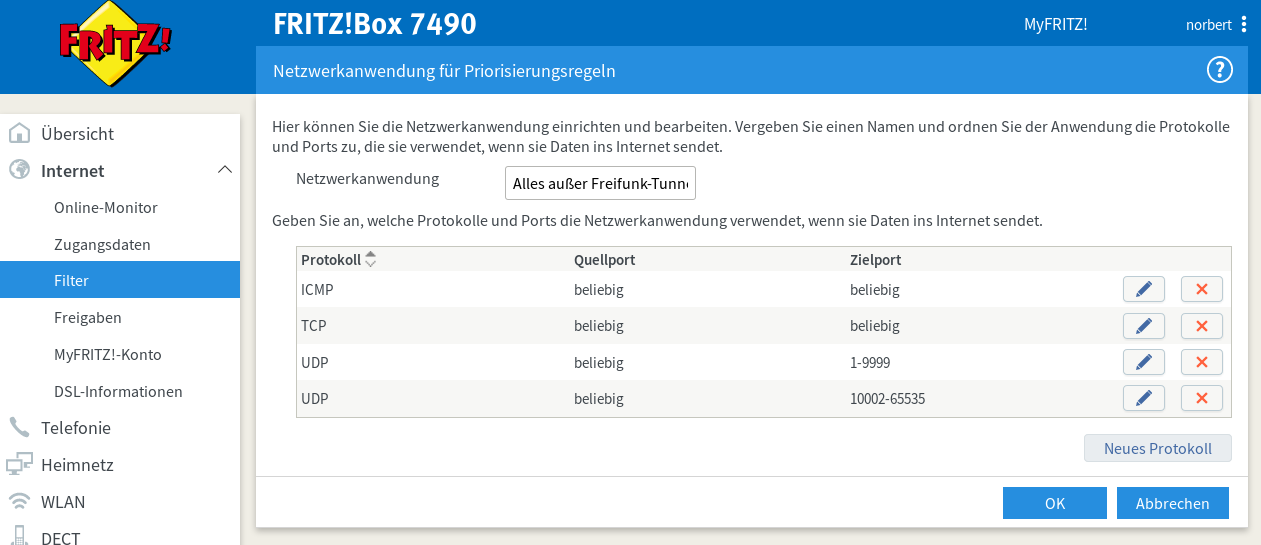 FRITZ!
FRITZ!Box 7490
MyFRITZ!
norbert
Netzwerkanwendung für Priorisierungsregeln
?
Übersicht
Internet
Online-Monitor
Zugangsdaten
Filter
Freigaben
MyFRITZ!-Konto
DSL-Informationen
Telefonie
Heimnetz
WLAN
DECT
Hier können Sie die Netzwerkanwendung einrichten und bearbeiten. Vergeben Sie einen Namen und ordnen Sie der Anwendung die Protokolle
und Ports zu, die sie verwendet, wenn sie Daten ins Internet sendet.
Netzwerkanwendung Alles außer Freifunk-Tunn
Geben Sie an, welche Protokolle und Ports die Netzwerkanwendung verwendet, wenn sie Daten ins Internet sendet.
Protokoll Quellport Zielport
ICMP beliebig beliebig
TCP beliebig beliebig
UDP beliebig 1-9999
UDP beliebig 10002-65535
Neues Protokoll
OK Abbrechen